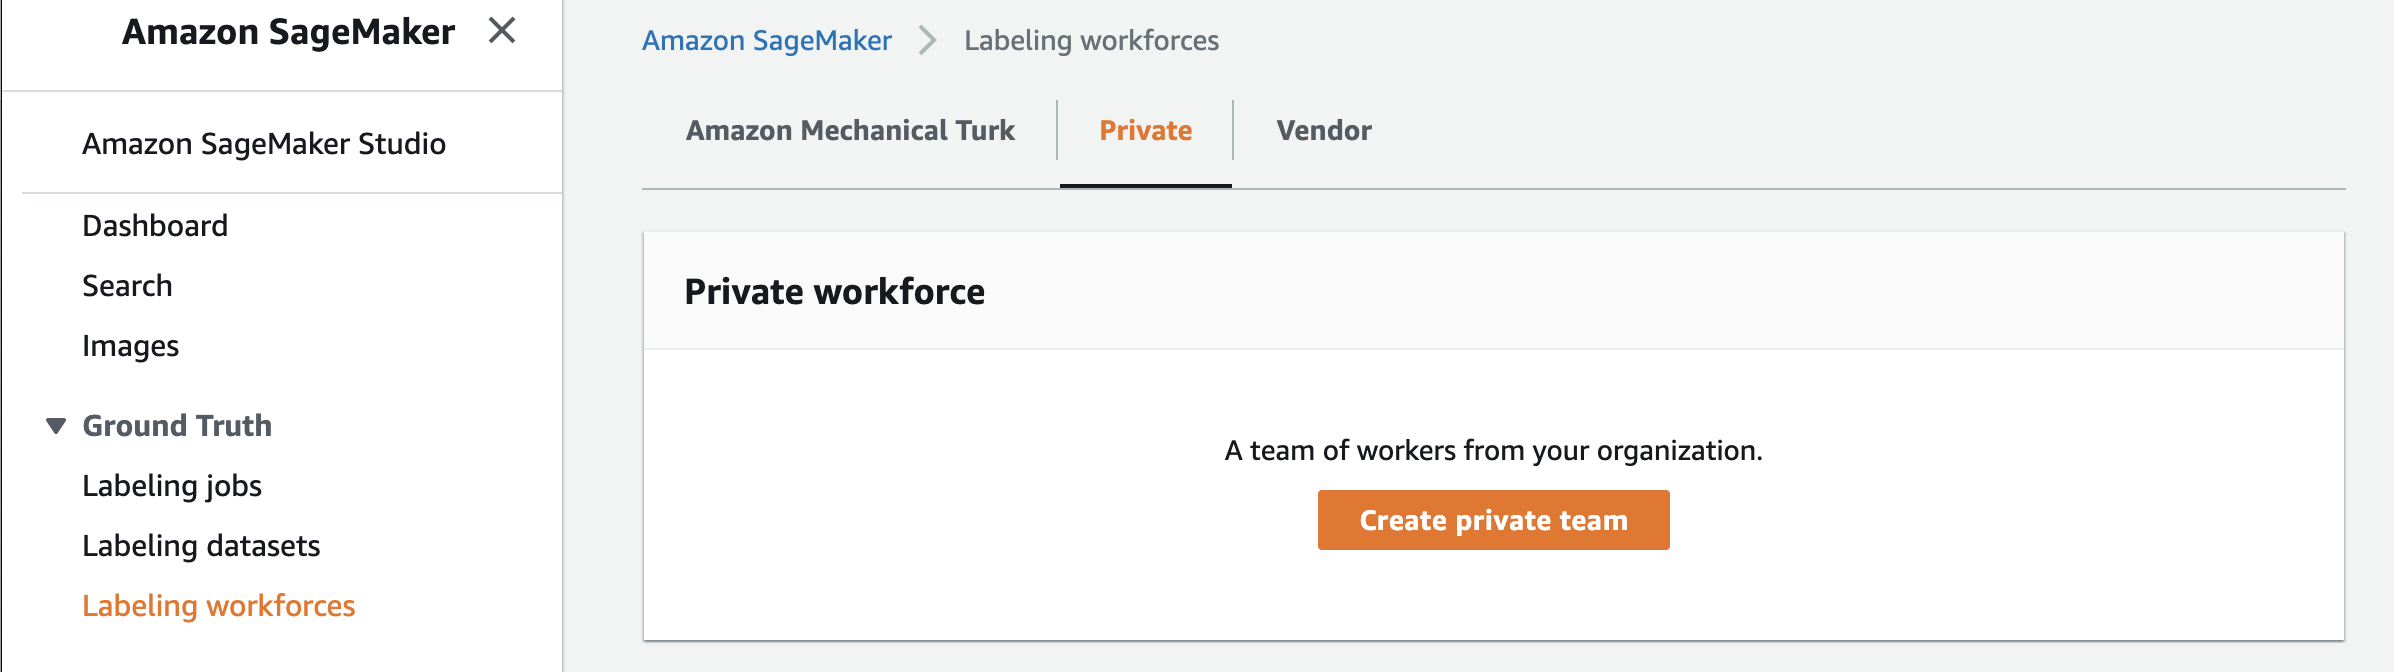 Amazon SageMaker
Amazon SageMaker Studio
Dashboard
Search
Images
Ground Truth
Labeling jobs
Labeling datasets
Labeling workforces
Amazon SageMaker > Labeling workforces
Amazon Mechanical Turk
Private
Vendor
Private workforce
A team of workers from your organization.
Create private team